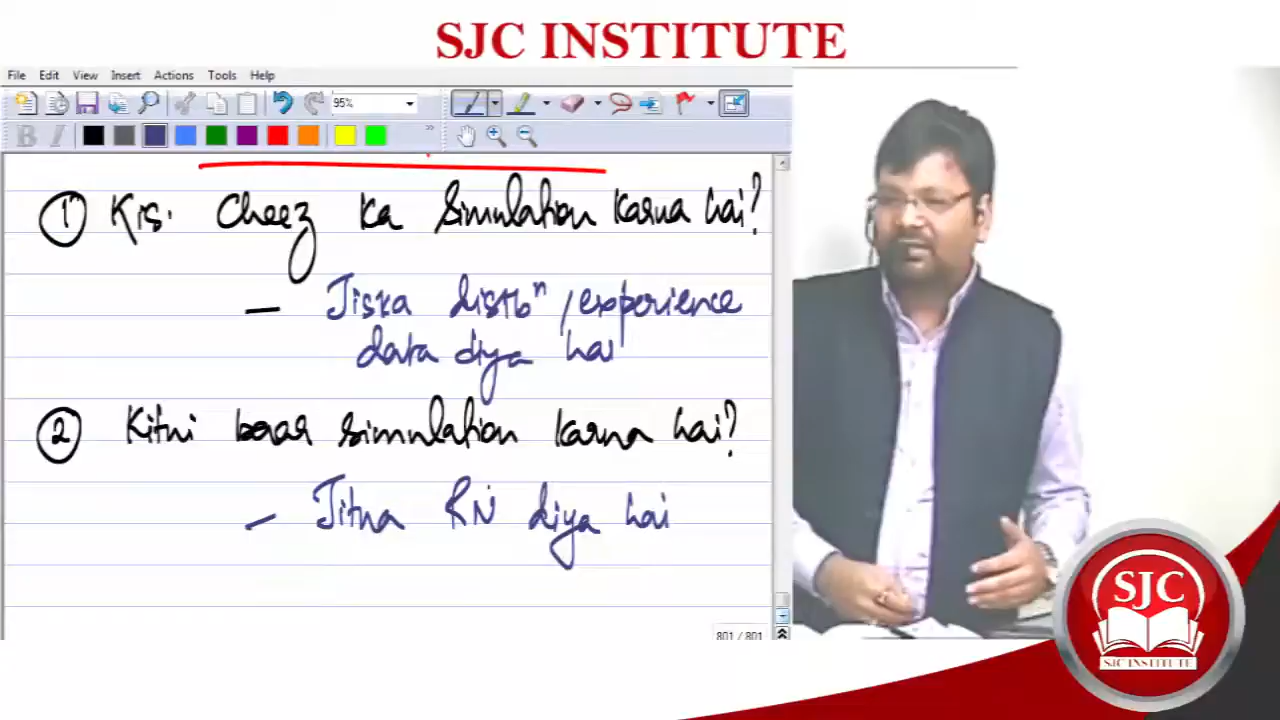 SJC INSTITUTE
File Edit View Insert Actions Tools Help
95%
B I
① Kis. Cheez ka simulation karna hai?
— Jiska distbⁿ / experience
data diya hai
② Kitni baar simulation karna hai?
— Jitna RN diya hai
801 / 801
SJC
SJC INSTITUTE